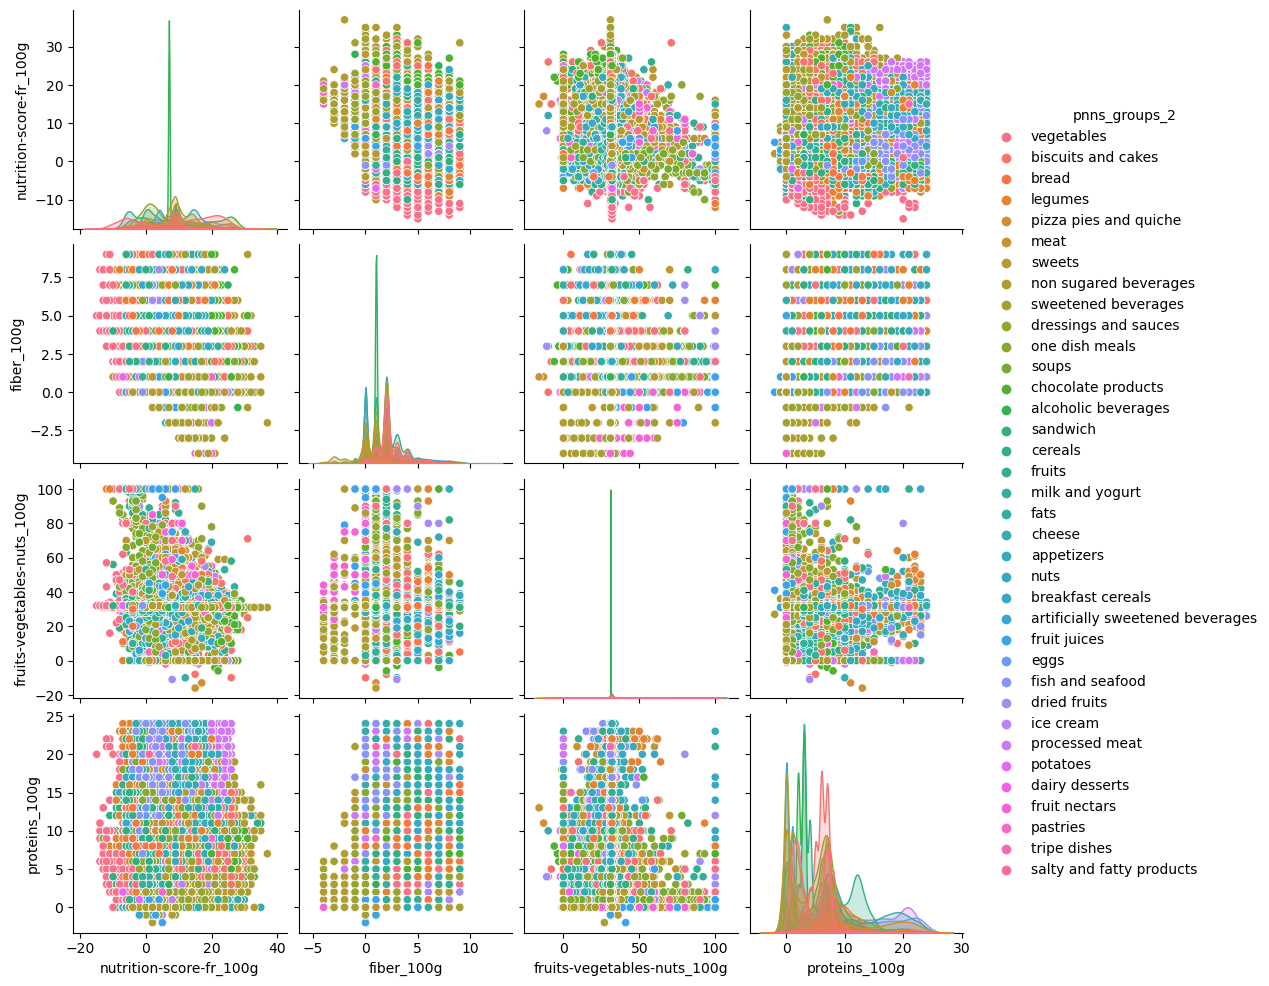 nutrition-score-fr_100g
30
20
10
0
−10
fiber_100g
7.5
5.0
2.5
0.0
−2.5
fruits-vegetables-nuts_100g
100
80
60
40
20
0
−20
proteins_100g
25
20
15
10
5
0
−20 0 20 40
nutrition-score-fr_100g
−5 0 5 10
fiber_100g
0 50 100
fruits-vegetables-nuts_100g
0 10 20 30
proteins_100g
pnns_groups_2
vegetables
biscuits and cakes
bread
legumes
pizza pies and quiche
meat
sweets
non sugared beverages
sweetened beverages
dressings and sauces
one dish meals
soups
chocolate products
alcoholic beverages
sandwich
cereals
fruits
milk and yogurt
fats
cheese
appetizers
nuts
breakfast cereals
artificially sweetened beverages
fruit juices
eggs
fish and seafood
dried fruits
ice cream
processed meat
potatoes
dairy desserts
fruit nectars
pastries
tripe dishes
salty and fatty products